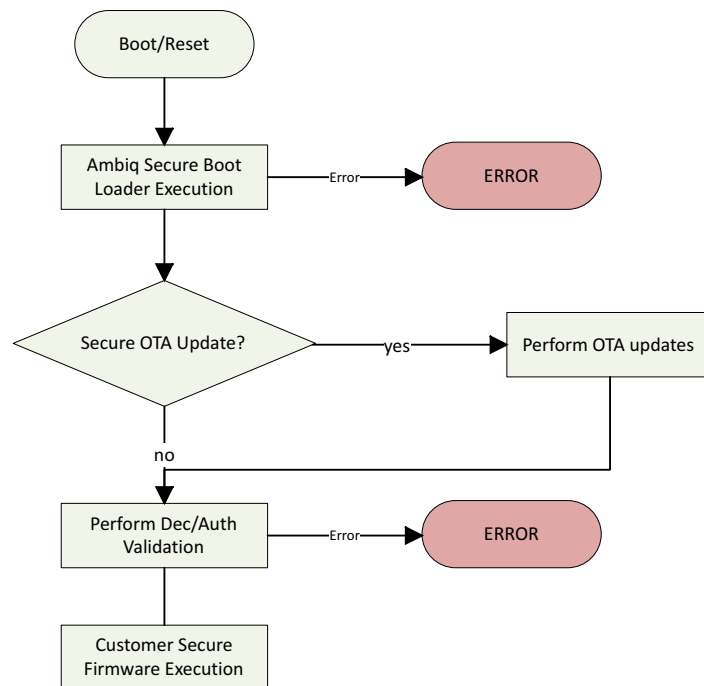 Boot/Reset
Ambiq Secure Boot
Loader Execution
Error
ERROR
Secure OTA Update?
yes
Perform OTA updates
no
Perform Dec/Auth
Validation
Error
ERROR
Customer Secure
Firmware Execution